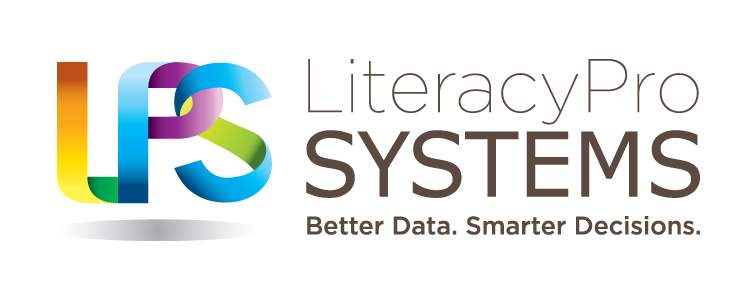 LPS
LiteracyPro
SYSTEMS
Better Data. Smarter Decisions.